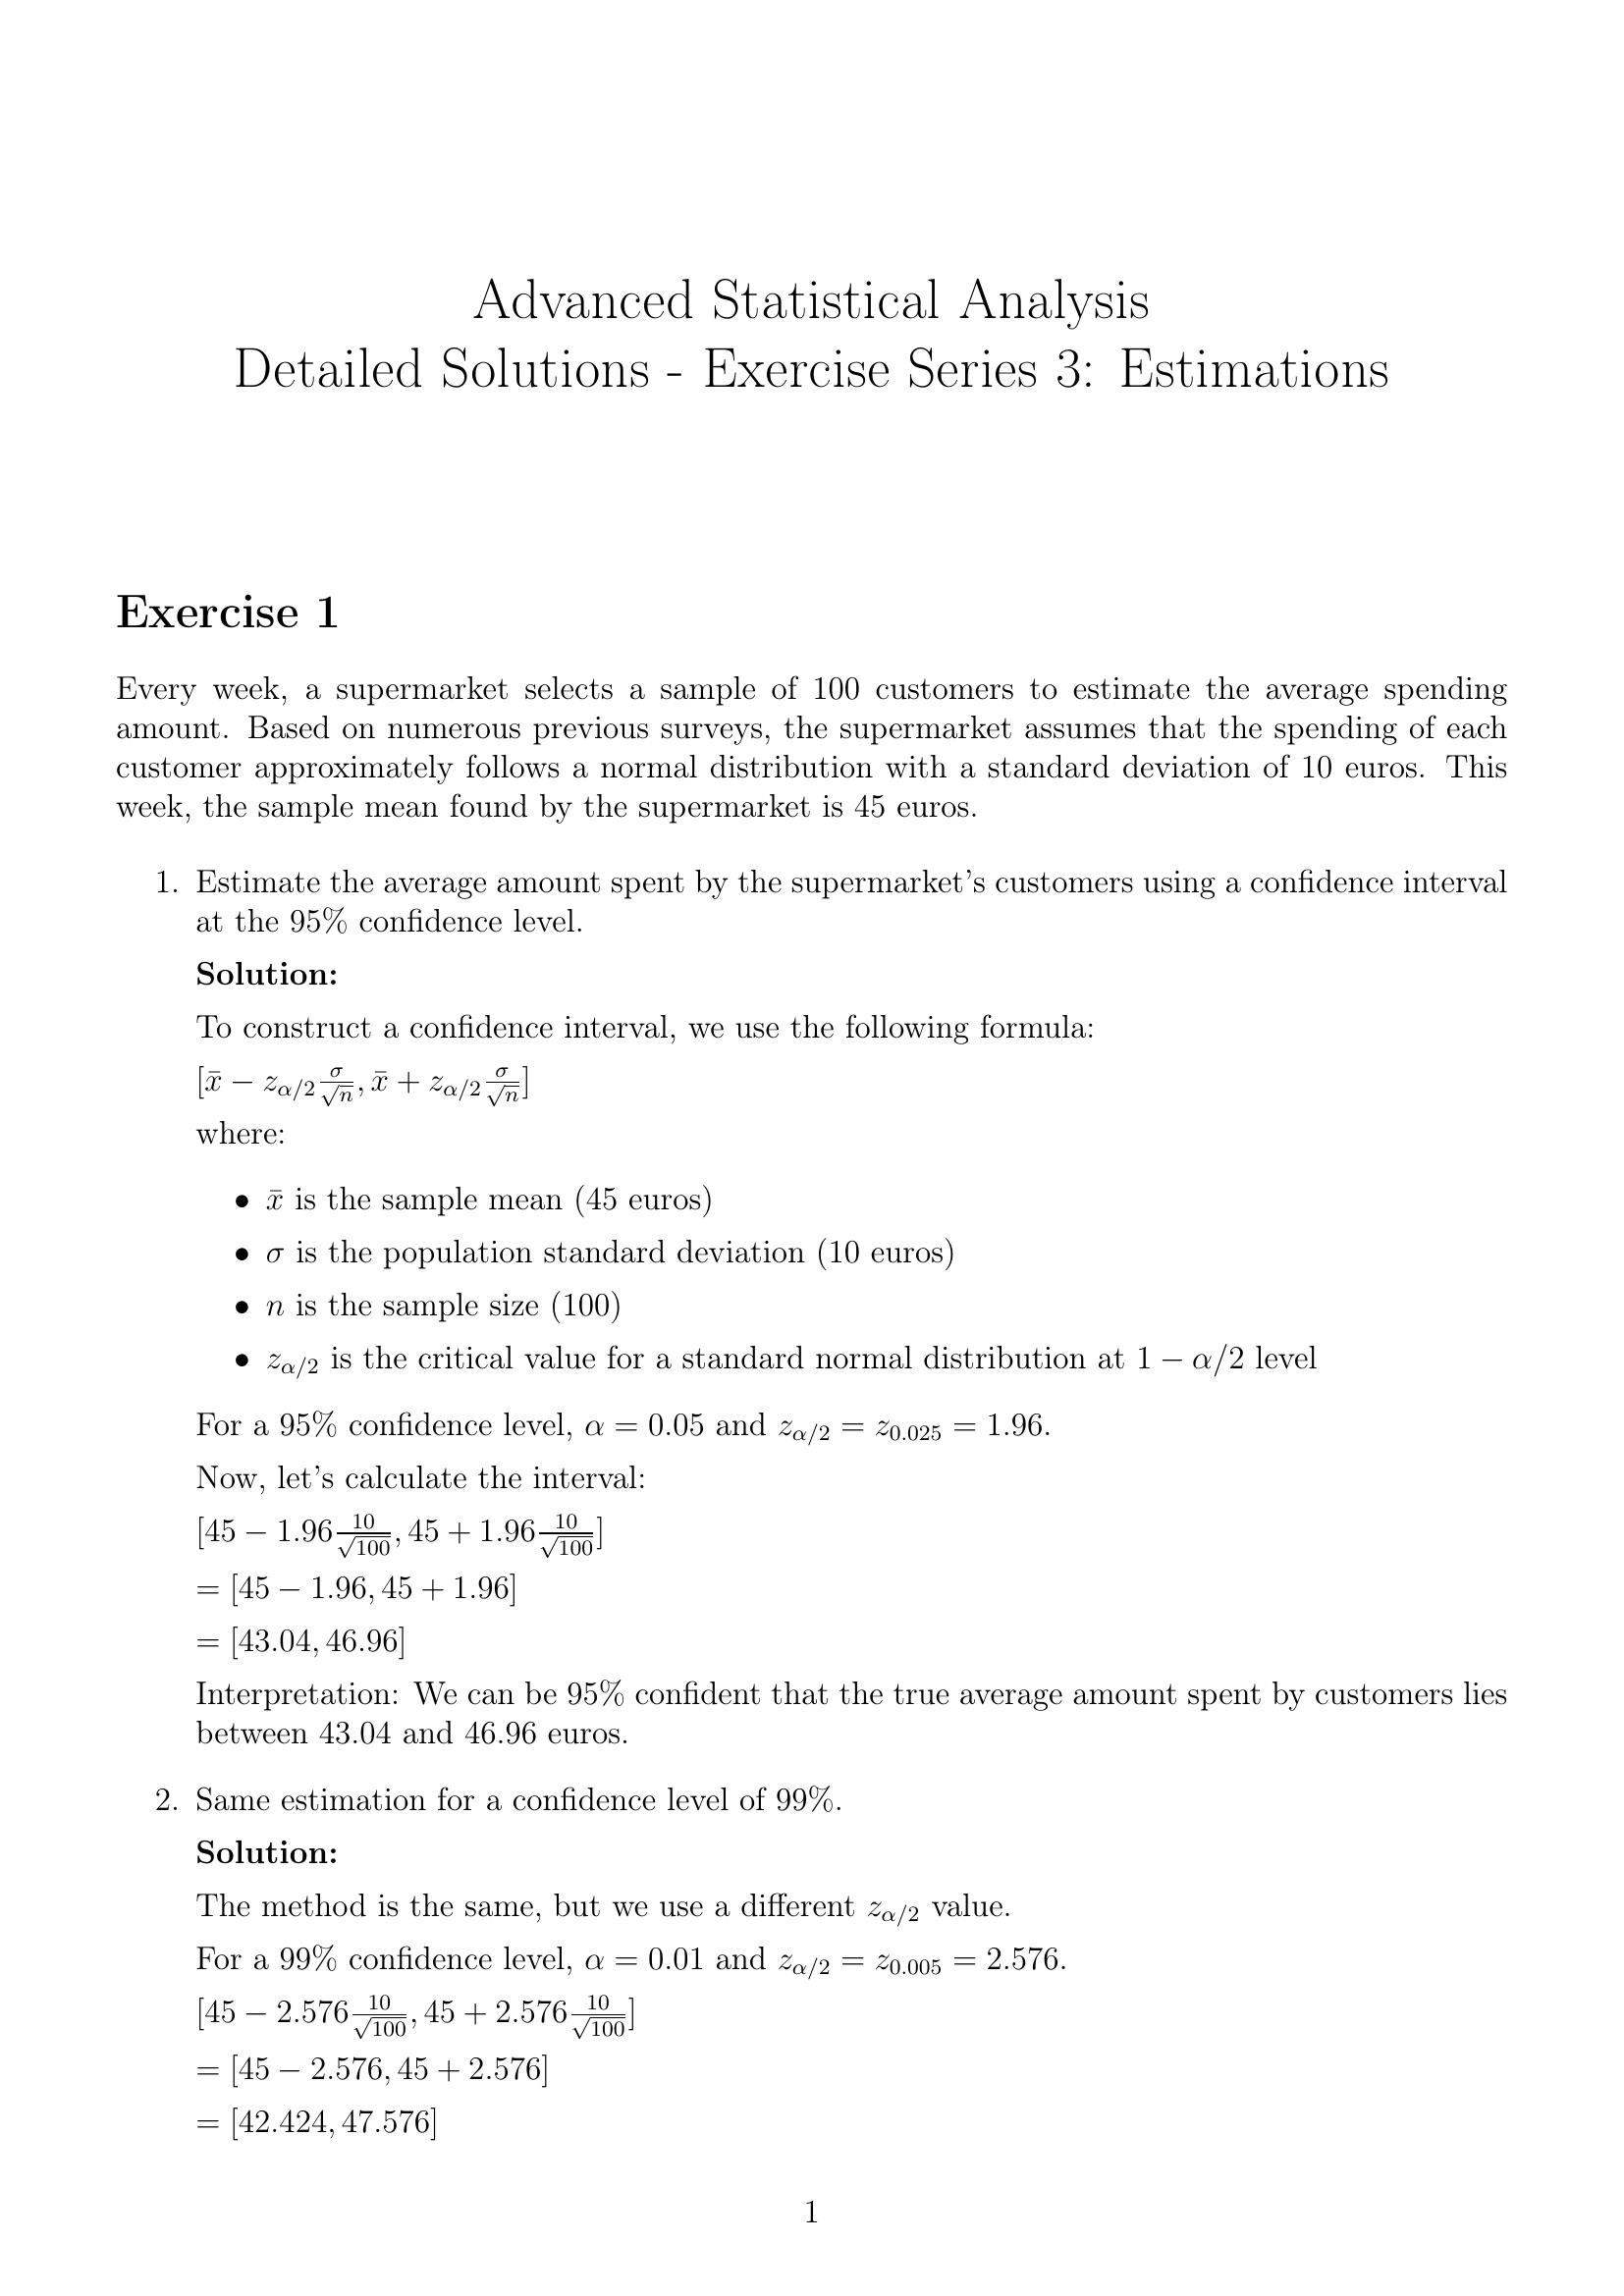 Advanced Statistical Analysis
Detailed Solutions - Exercise Series 3: Estimations
Exercise 1
Every week, a supermarket selects a sample of 100 customers to estimate the average spending
amount. Based on numerous previous surveys, the supermarket assumes that the spending of each
customer approximately follows a normal distribution with a standard deviation of 10 euros. This
week, the sample mean found by the supermarket is 45 euros.
1. Estimate the average amount spent by the supermarket's customers using a confidence interval
at the 95% confidence level.
Solution:
To construct a confidence interval, we use the following formula:
$[\bar{x} - z_{\alpha/2}\frac{\sigma}{\sqrt{n}}, \bar{x} + z_{\alpha/2}\frac{\sigma}{\sqrt{n}}]$
where:
• $\bar{x}$ is the sample mean (45 euros)
• $\sigma$ is the population standard deviation (10 euros)
• $n$ is the sample size (100)
• $z_{\alpha/2}$ is the critical value for a standard normal distribution at $1 - \alpha/2$ level
For a 95% confidence level, $\alpha = 0.05$ and $z_{\alpha/2} = z_{0.025} = 1.96$.
Now, let's calculate the interval:
$[45 - 1.96\frac{10}{\sqrt{100}}, 45 + 1.96\frac{10}{\sqrt{100}}]$
$= [45 - 1.96, 45 + 1.96]$
$= [43.04, 46.96]$
Interpretation: We can be 95% confident that the true average amount spent by customers lies
between 43.04 and 46.96 euros.
2. Same estimation for a confidence level of 99%.
Solution:
The method is the same, but we use a different $z_{\alpha/2}$ value.
For a 99% confidence level, $\alpha = 0.01$ and $z_{\alpha/2} = z_{0.005} = 2.576$.
$[45 - 2.576\frac{10}{\sqrt{100}}, 45 + 2.576\frac{10}{\sqrt{100}}]$
$= [45 - 2.576, 45 + 2.576]$
$= [42.424, 47.576]$
1